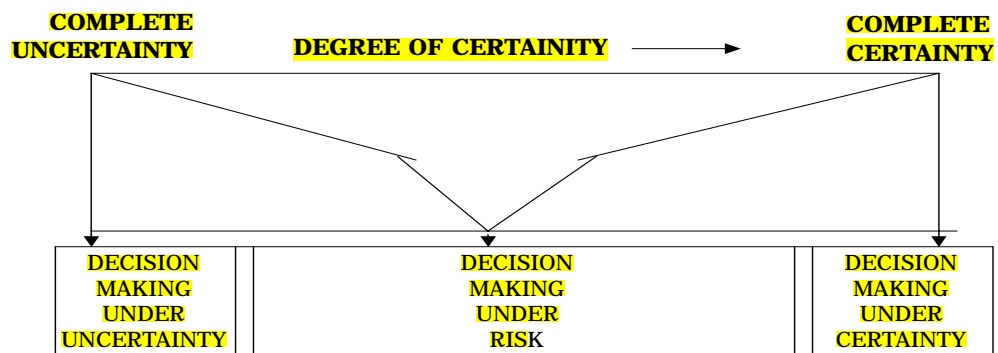 COMPLETE
UNCERTAINTY
DEGREE OF CERTAINITY
COMPLETE
CERTAINTY
DECISION
MAKING
UNDER
UNCERTAINTY
DECISION
MAKING
UNDER
RISK
DECISION
MAKING
UNDER
CERTAINTY